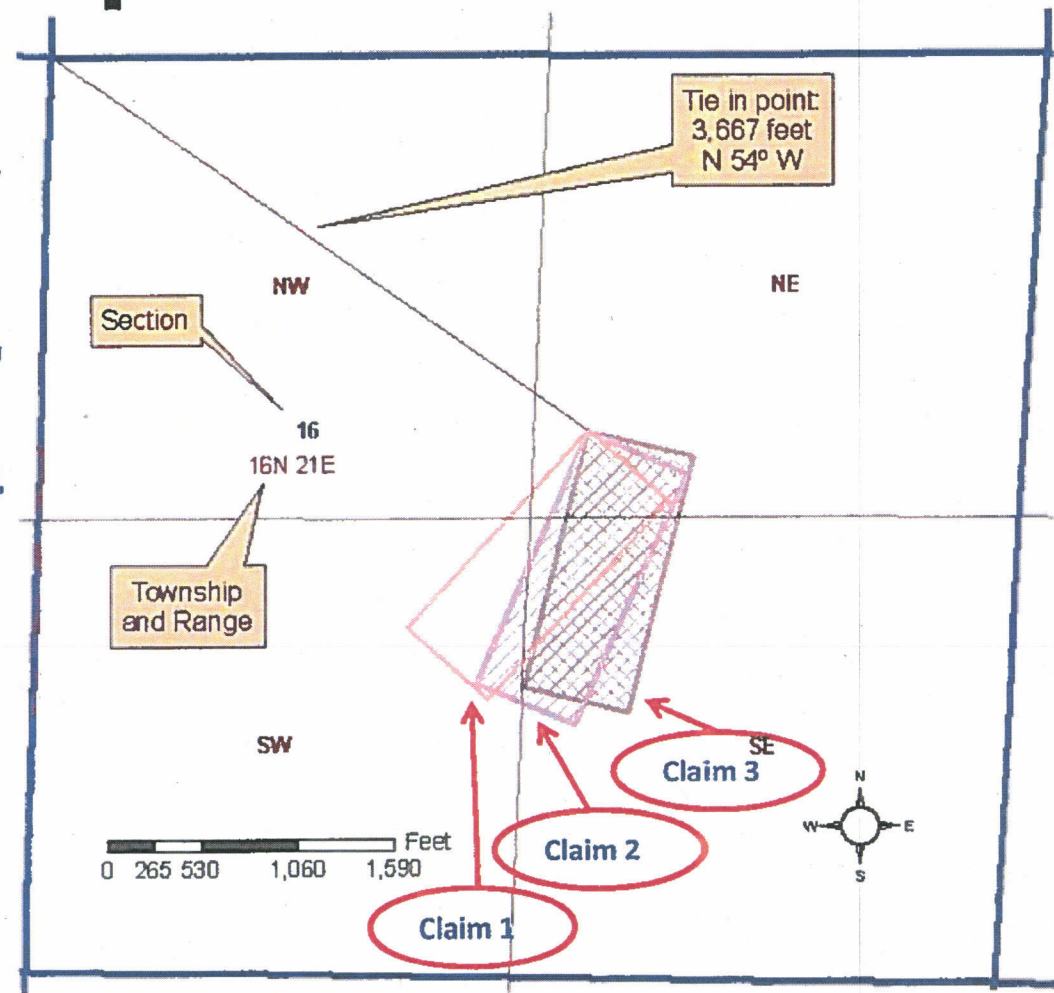 Tie in point:
3,667 feet
N 54º W
NW
NE
Section
16
16N 21E
Township
and Range
SW
SE
Claim 3
Claim 2
Claim 1
Feet
0 265 530 1,060 1,590
N
W
E
S